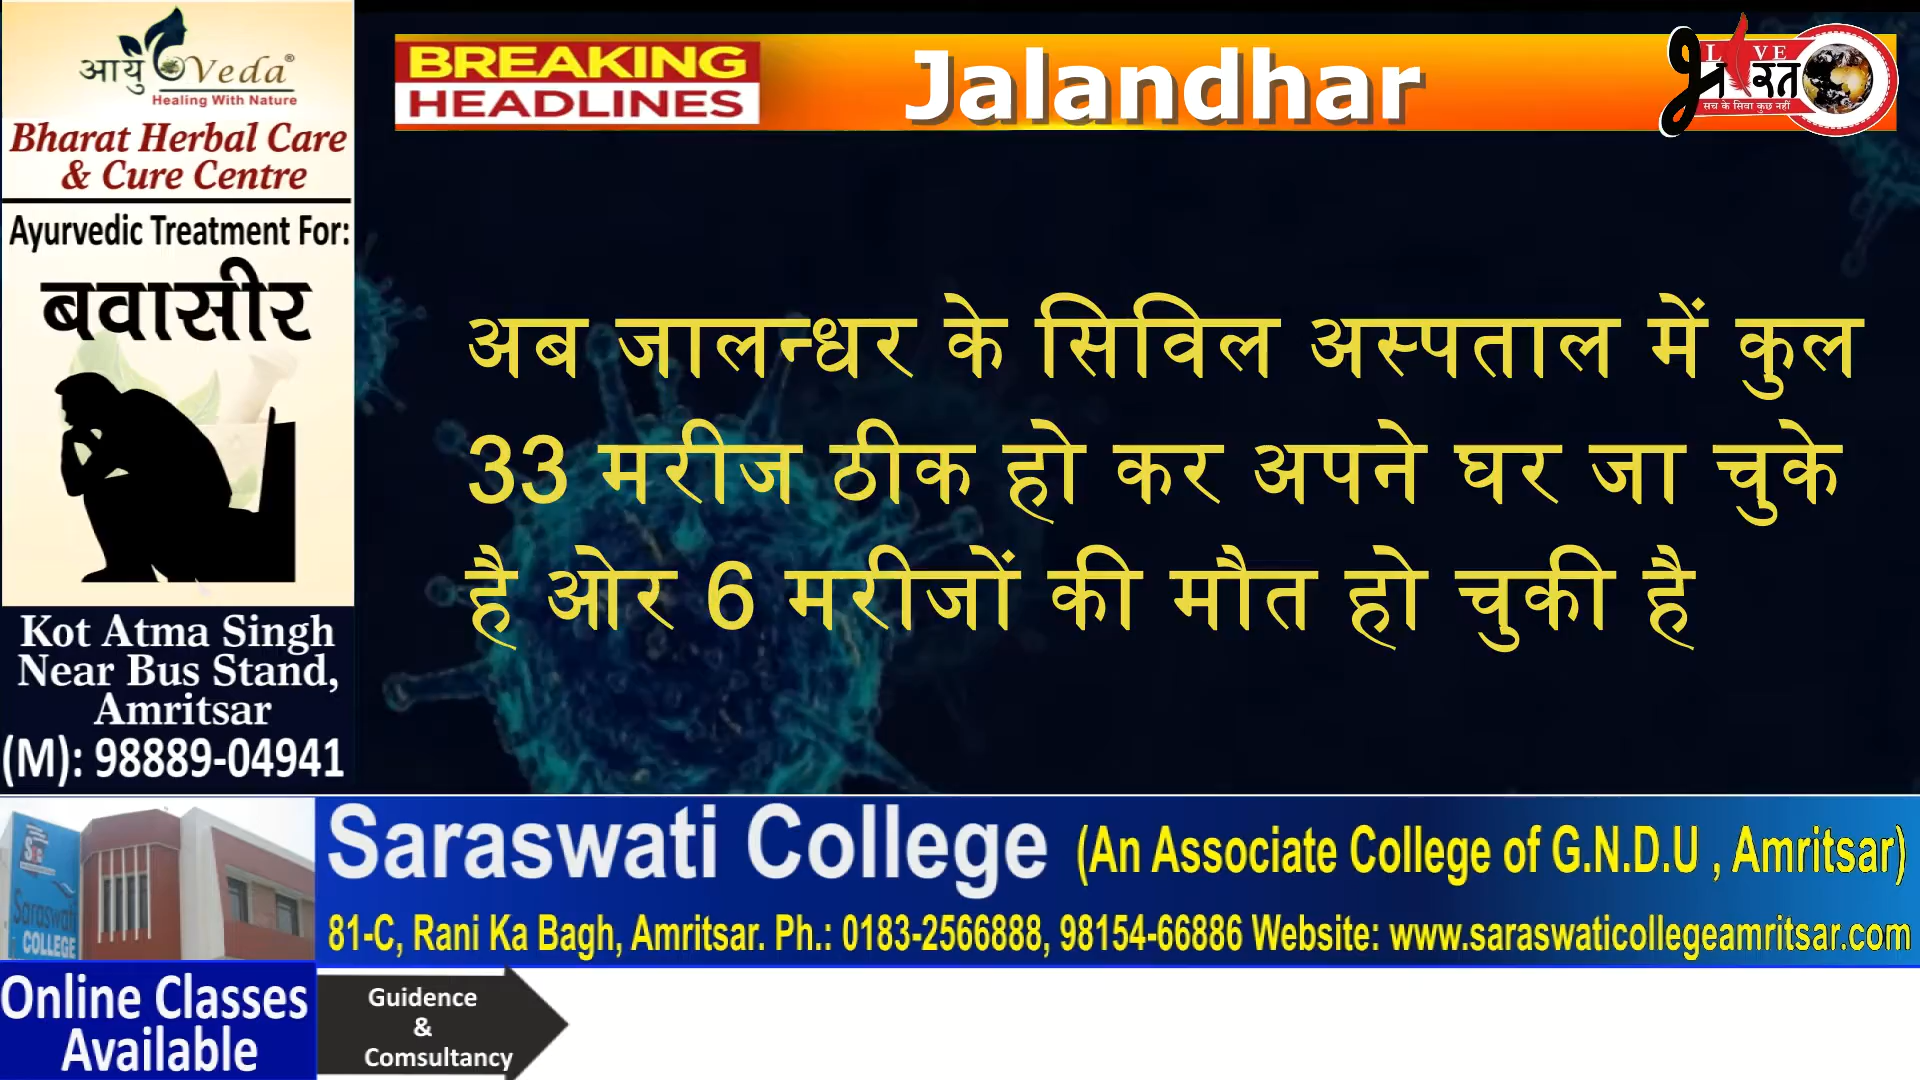 आयु Veda®
Healing With Nature
Bharat Herbal Care
& Cure Centre
Ayurvedic Treatment For:
बवासीर
Kot Atma Singh
Near Bus Stand,
Amritsar
(M): 98889-04941
BREAKING
HEADLINES
Jalandhar
LIVE
भारत
सच के सिवा कुछ नहीं
अब जालन्धर के सिविल अस्पताल में कुल
33 मरीज ठीक हो कर अपने घर जा चुके
है ओर 6 मरीजों की मौत हो चुकी है
Saraswati
COLLEGE
Saraswati College (An Associate College of G.N.D.U , Amritsar)
81-C, Rani Ka Bagh, Amritsar. Ph.: 0183-2566888, 98154-66886 Website: www.saraswaticollegeamritsar.com
Online Classes
Available
Guidence
&
Comsultancy